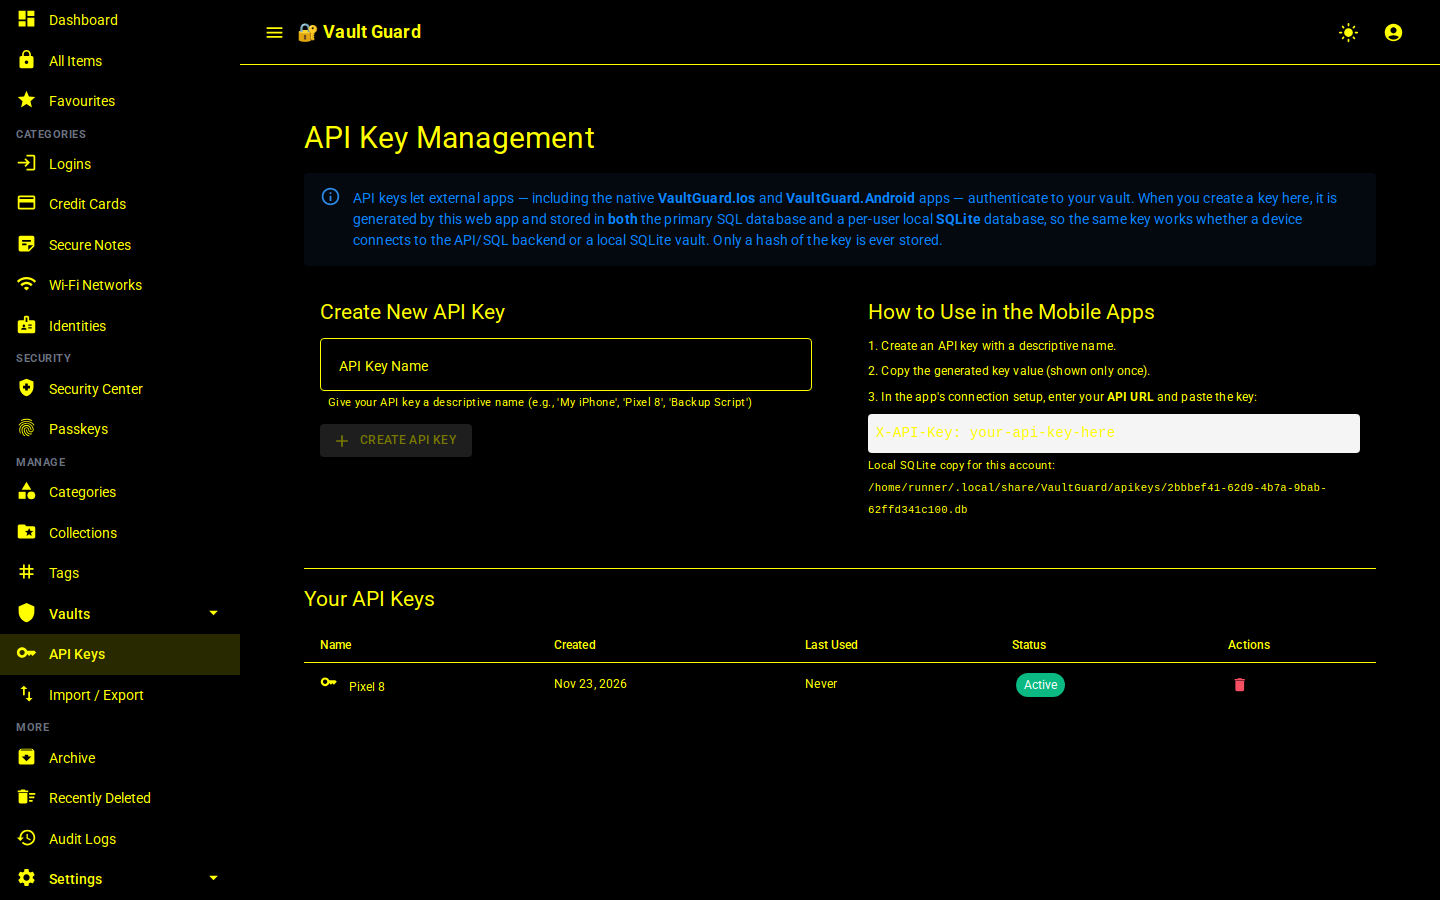 Dashboard
All Items
Favourites
CATEGORIES
Logins
Credit Cards
Secure Notes
Wi-Fi Networks
Identities
SECURITY
Security Center
Passkeys
MANAGE
Categories
Collections
Tags
Vaults
API Keys
Import / Export
MORE
Archive
Recently Deleted
Audit Logs
Settings
Vault Guard
API Key Management
API keys let external apps — including the native VaultGuard.Ios and VaultGuard.Android apps — authenticate to your vault. When you create a key here, it is
generated by this web app and stored in both the primary SQL database and a per-user local SQLite database, so the same key works whether a device
connects to the API/SQL backend or a local SQLite vault. Only a hash of the key is ever stored.
Create New API Key
API Key Name
Give your API key a descriptive name (e.g., 'My iPhone', 'Pixel 8', 'Backup Script')
CREATE API KEY
How to Use in the Mobile Apps
1. Create an API key with a descriptive name.
2. Copy the generated key value (shown only once).
3. In the app's connection setup, enter your API URL and paste the key:
X-API-Key: your-api-key-here
Local SQLite copy for this account:
/home/runner/.local/share/VaultGuard/apikeys/2bbbef41-62d9-4b7a-9bab-
62ffd341c100.db
Your API Keys
Name Created Last Used Status Actions
Pixel 8 Nov 23, 2026 Never Active